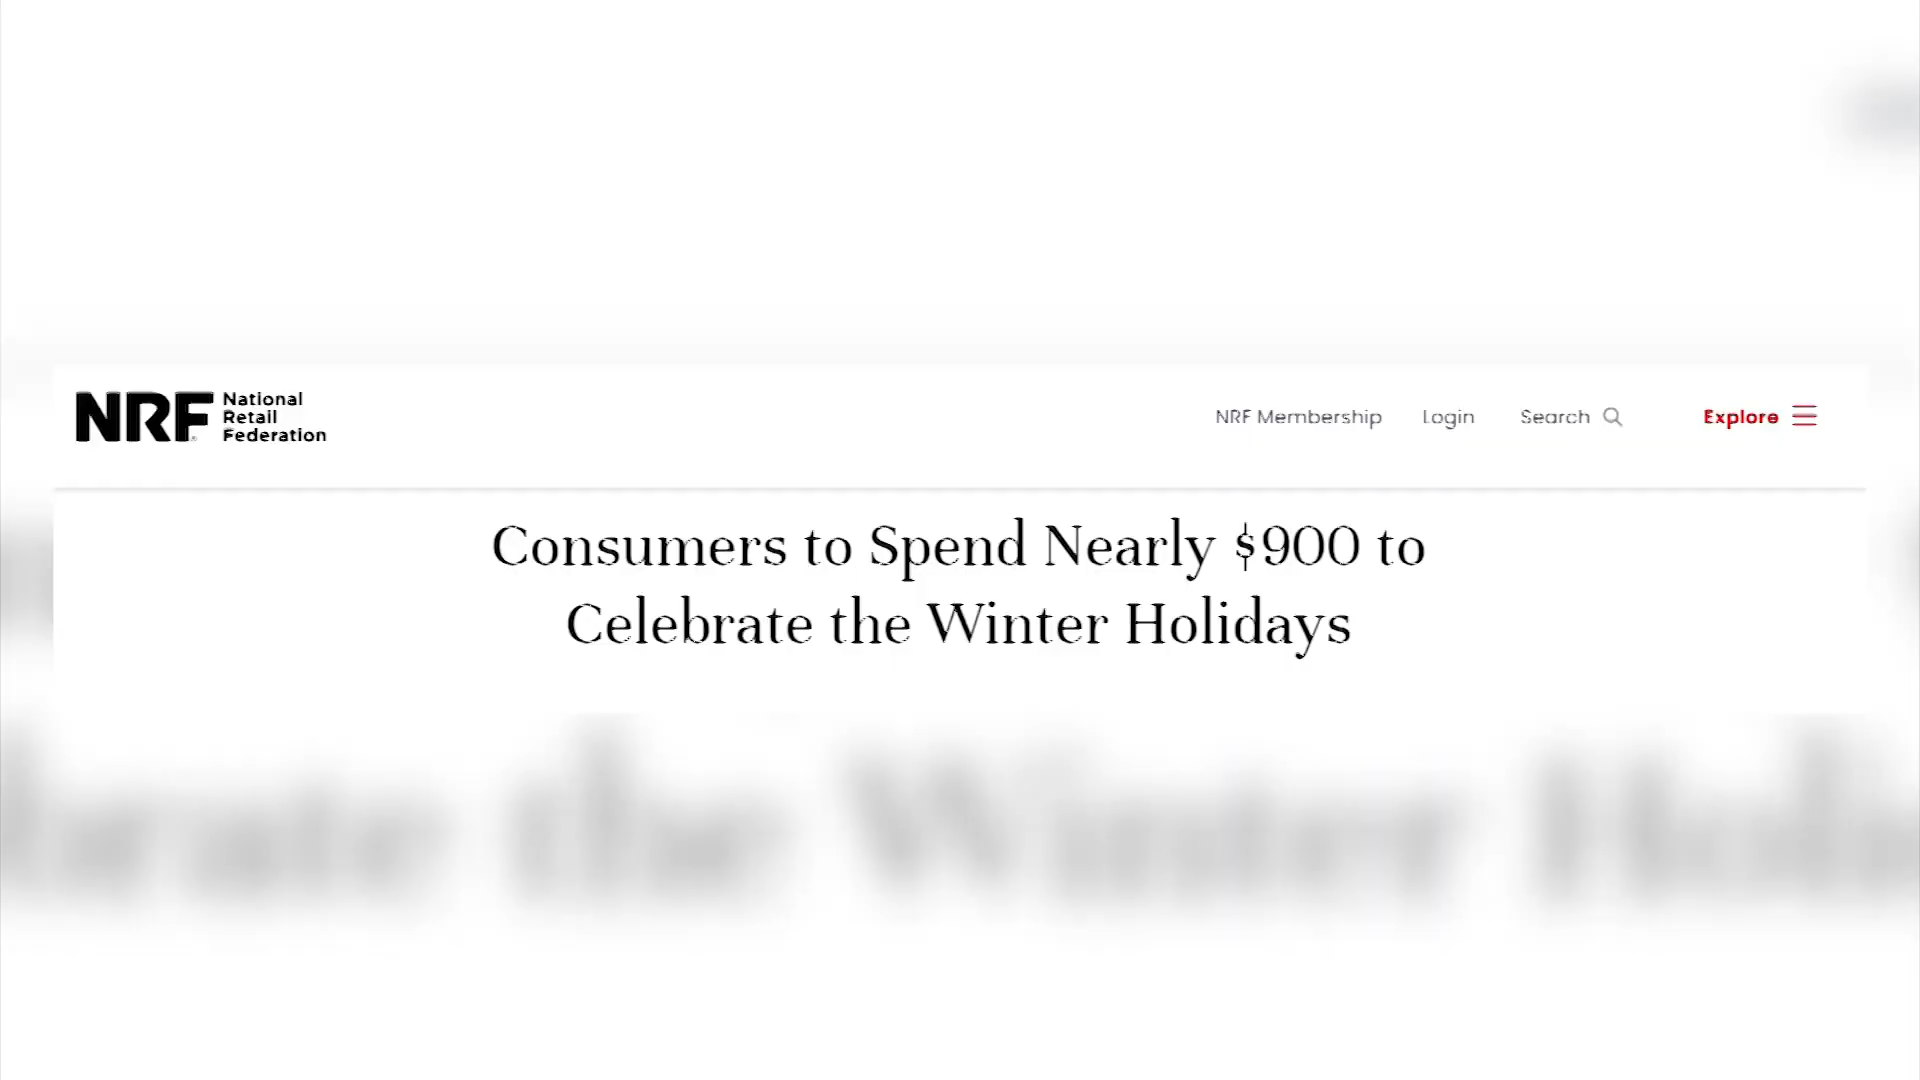 NRF National
Retail
Federation
NRF Membership Login Search Explore
Consumers to Spend Nearly $900 to
Celebrate the Winter Holidays